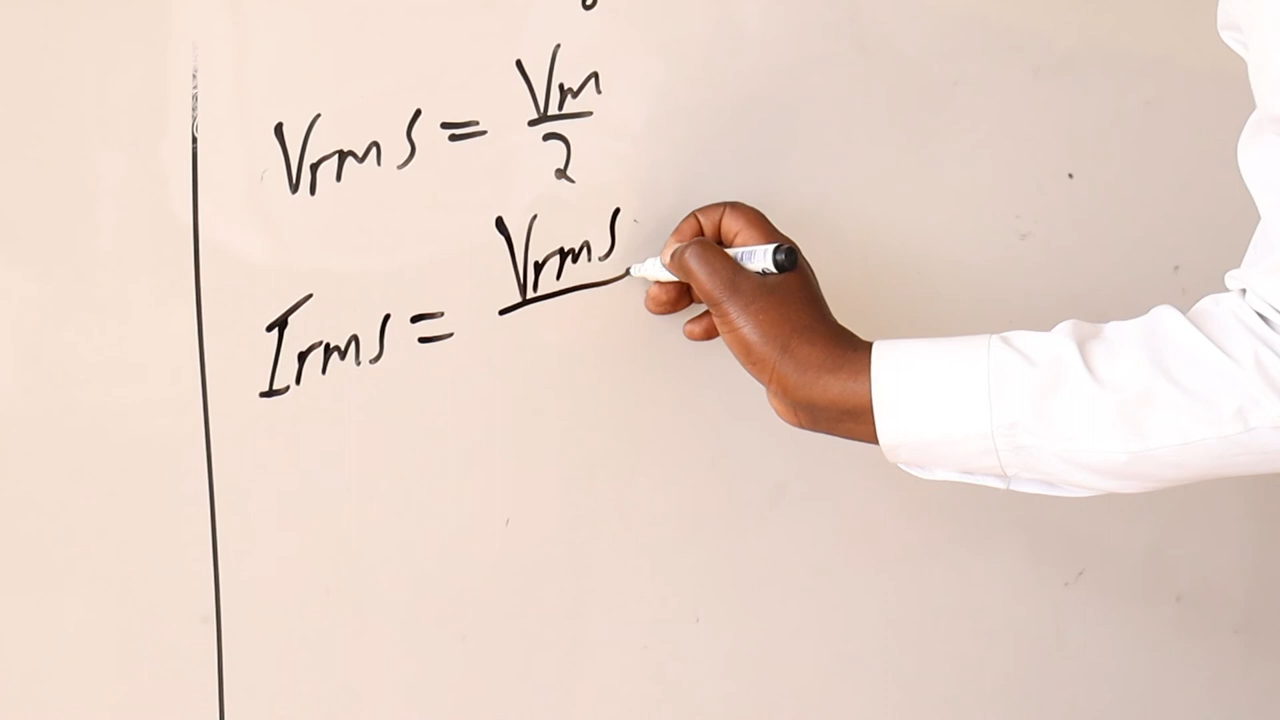 Vrms = Vm/2
Irms = Vrms/